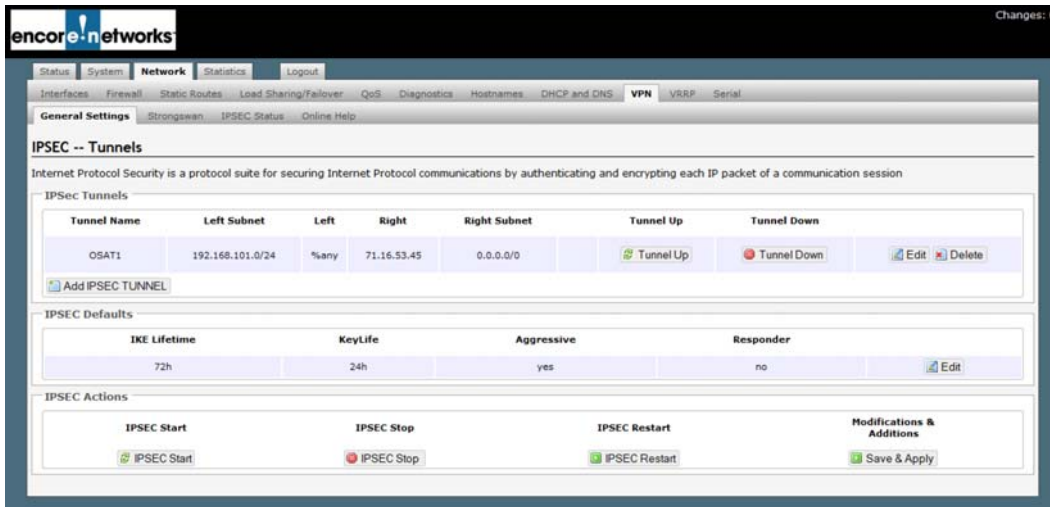 Changes:
encore!networks
Status System Network Statistics Logout
Interfaces Firewall Static Routes Load Sharing/Failover QoS Diagnostics Hostnames DHCP and DNS VPN VRRP Serial
General Settings Strongswan IPSEC Status Online Help
IPSEC -- Tunnels
Internet Protocol Security is a protocol suite for securing Internet Protocol communications by authenticating and encrypting each IP packet of a communication session
IPSec Tunnels
Tunnel Name Left Subnet Left Right Right Subnet Tunnel Up Tunnel Down
OSAT1 192.168.101.0/24 %any 71.16.53.45 0.0.0.0/0 Tunnel Up Tunnel Down Edit Delete
Add IPSEC TUNNEL
IPSEC Defaults
IKE Lifetime KeyLife Aggressive Responder
72h 24h yes no Edit
IPSEC Actions
IPSEC Start IPSEC Stop IPSEC Restart Modifications &
Additions
IPSEC Start IPSEC Stop IPSEC Restart Save & Apply